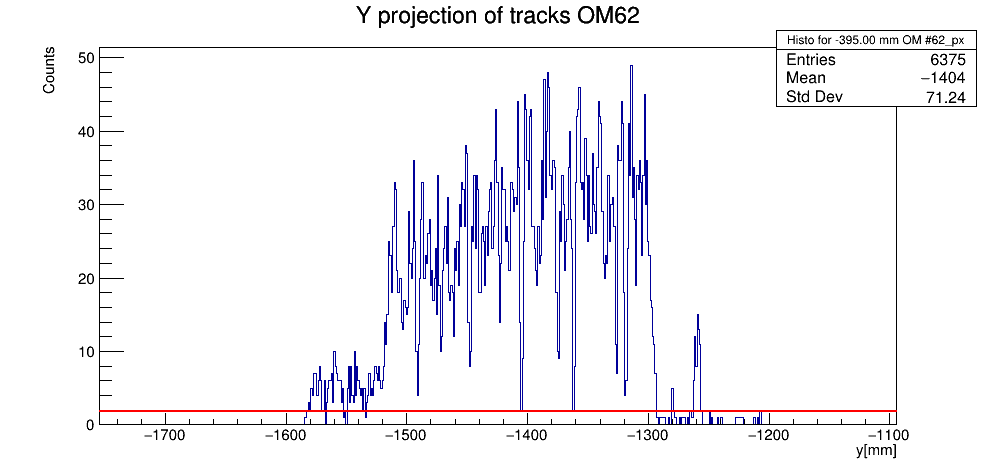 Y projection of tracks OM62
Histo for -395.00 mm OM #62_px
Entries 6375
Mean −1404
Std Dev 71.24
Counts
50
40
30
20
10
0
−1700 −1600 −1500 −1400 −1300 −1200 −1100
y[mm]